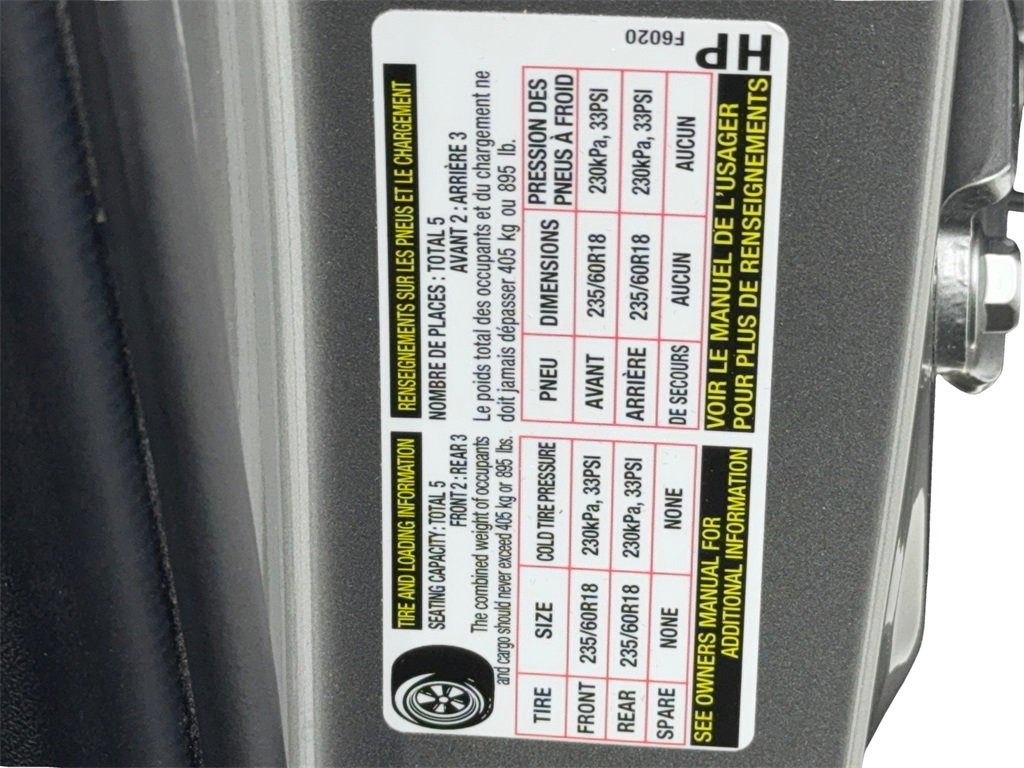 TIRE AND LOADING INFORMATION
SEATING CAPACITY : TOTAL 5
FRONT 2 : REAR 3
The combined weight of occupants
and cargo should never exceed 405 kg or 895 lbs.
TIRE SIZE COLD TIRE PRESSURE
FRONT 235/60R18 230kPa, 33PSI
REAR 235/60R18 230kPa, 33PSI
SPARE NONE NONE
SEE OWNERS MANUAL FOR
ADDITIONAL INFORMATION
RENSEIGNEMENTS SUR LES PNEUS ET LE CHARGEMENT
NOMBRE DE PLACES : TOTAL 5
AVANT 2 : ARRIÈRE 3
Le poids total des occupants et du chargement ne
doit jamais dépasser 405 kg ou 895 lb.
PNEU DIMENSIONS PRESSION DES
PNEUS À FROID
AVANT 235/60R18 230kPa, 33PSI
ARRIÈRE 235/60R18 230kPa, 33PSI
DE SECOURS AUCUN AUCUN
VOIR LE MANUEL DE L'USAGER
POUR PLUS DE RENSEIGNEMENTS
F6020
HP